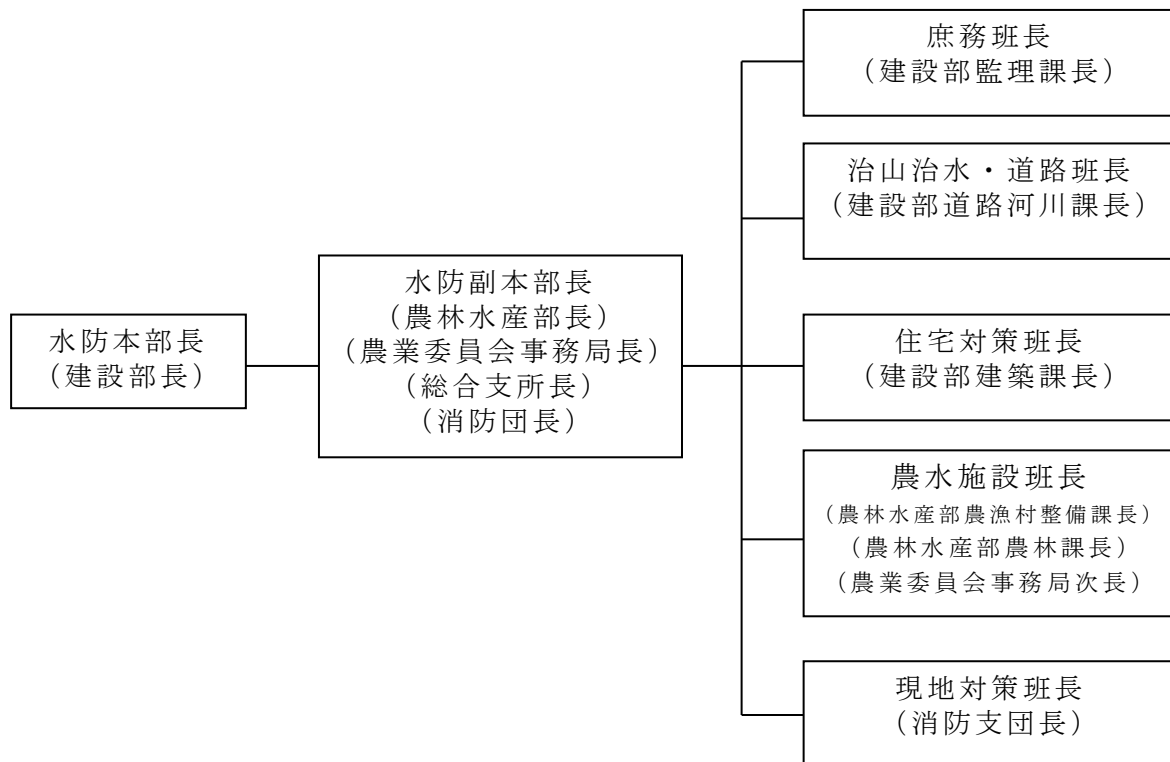 水防本部長
(建設部長)
水防副本部長
(農林水産部長)
(農業委員会事務局長)
(総合支所長)
(消防団長)
庶務班長
(建設部監理課長)
治山治水・道路班長
(建設部道路河川課長)
住宅対策班長
(建設部建築課長)
農水施設班長
(農林水産部農漁村整備課長)
(農林水産部農林課長)
(農業委員会事務局次長)
現地対策班長
(消防支団長)